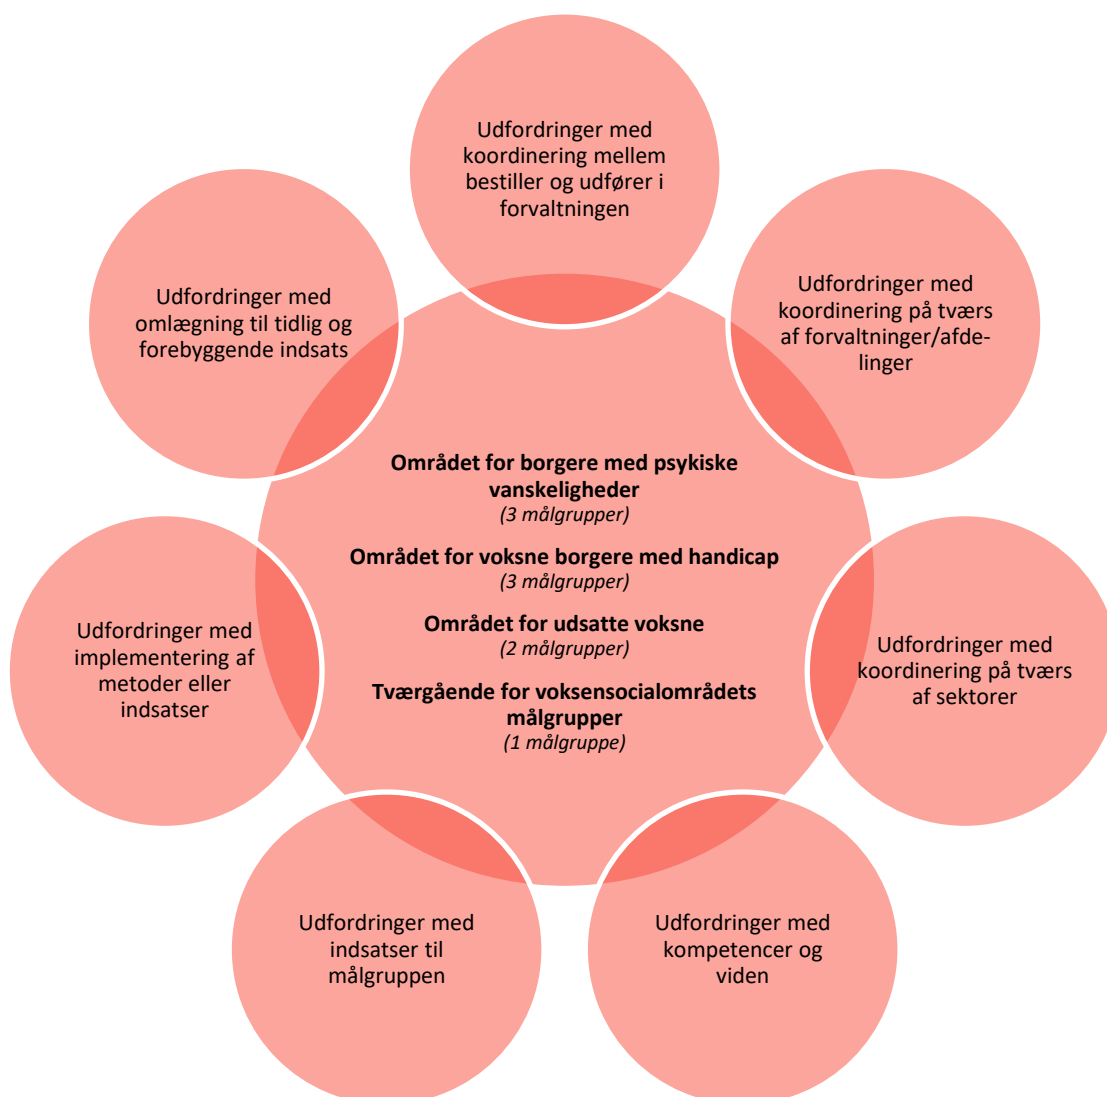 Udfordringer med
koordinering mellem
bestiller og udfører i
forvaltningen
Udfordringer med
koordinering på tværs
af forvaltninger/afde-
linger
Udfordringer med
koordinering på tværs
af sektorer
Udfordringer med
kompetencer og
viden
Udfordringer med
indsatser til
målgruppen
Udfordringer med
implementering af
metoder eller
indsatser
Udfordringer med
omlægning til tidlig og
forebyggende indsats
Området for borgere med psykiske
vanskeligheder
(3 målgrupper)
Området for voksne borgere med handicap
(3 målgrupper)
Området for udsatte voksne
(2 målgrupper)
Tværgående for voksensocialområdets
målgrupper
(1 målgruppe)